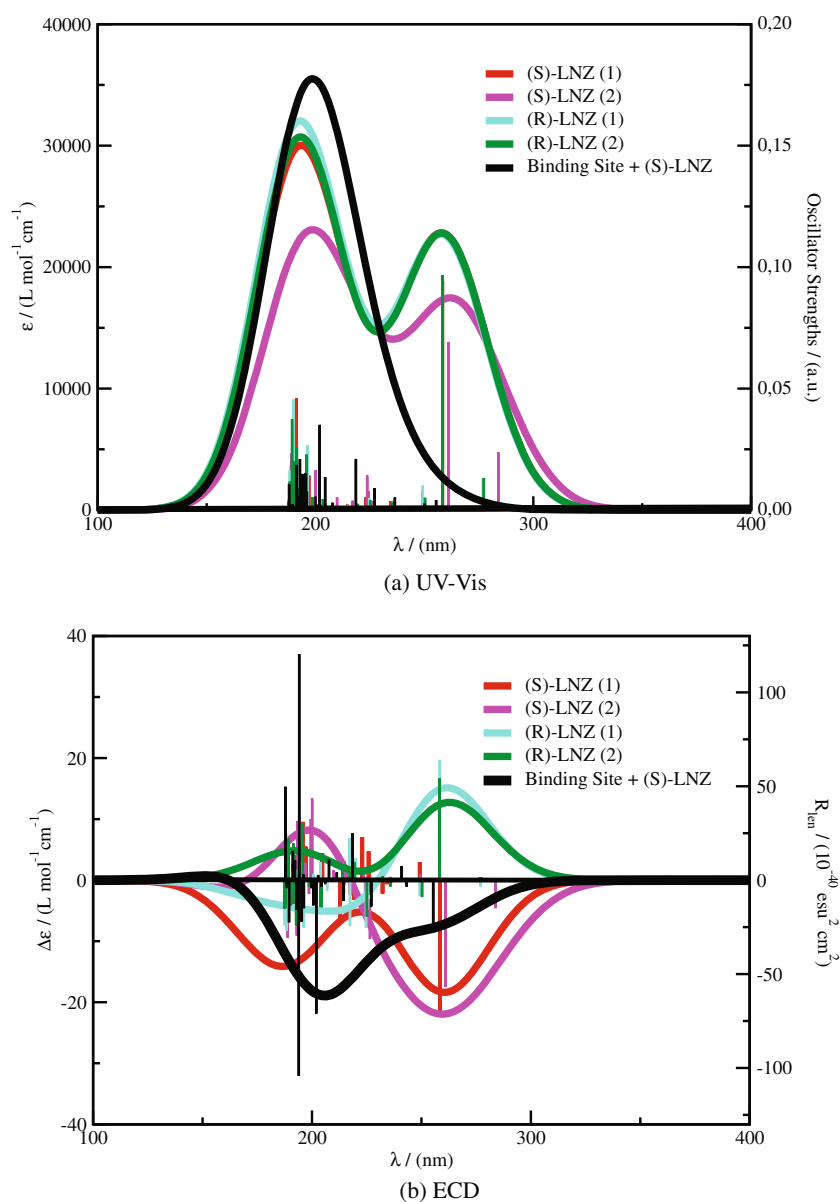 40000
30000
20000
10000
0
ε / (L mol⁻¹cm⁻¹)
0,20
0,15
0,10
0,05
0,00
Oscillator Strengths / (a.u.)
(S)-LNZ (1)
(S)-LNZ (2)
(R)-LNZ (1)
(R)-LNZ (2)
Binding Site + (S)-LNZ
100
200
300
400
λ / (nm)
(a) UV-Vis
40
20
0
-20
-40
Δε / (L mol⁻¹cm⁻¹)
100
50
0
-50
-100
R_len / (10⁻⁴⁰ esu² cm²)
(S)-LNZ (1)
(S)-LNZ (2)
(R)-LNZ (1)
(R)-LNZ (2)
Binding Site + (S)-LNZ
100
200
300
400
λ / (nm)
(b) ECD